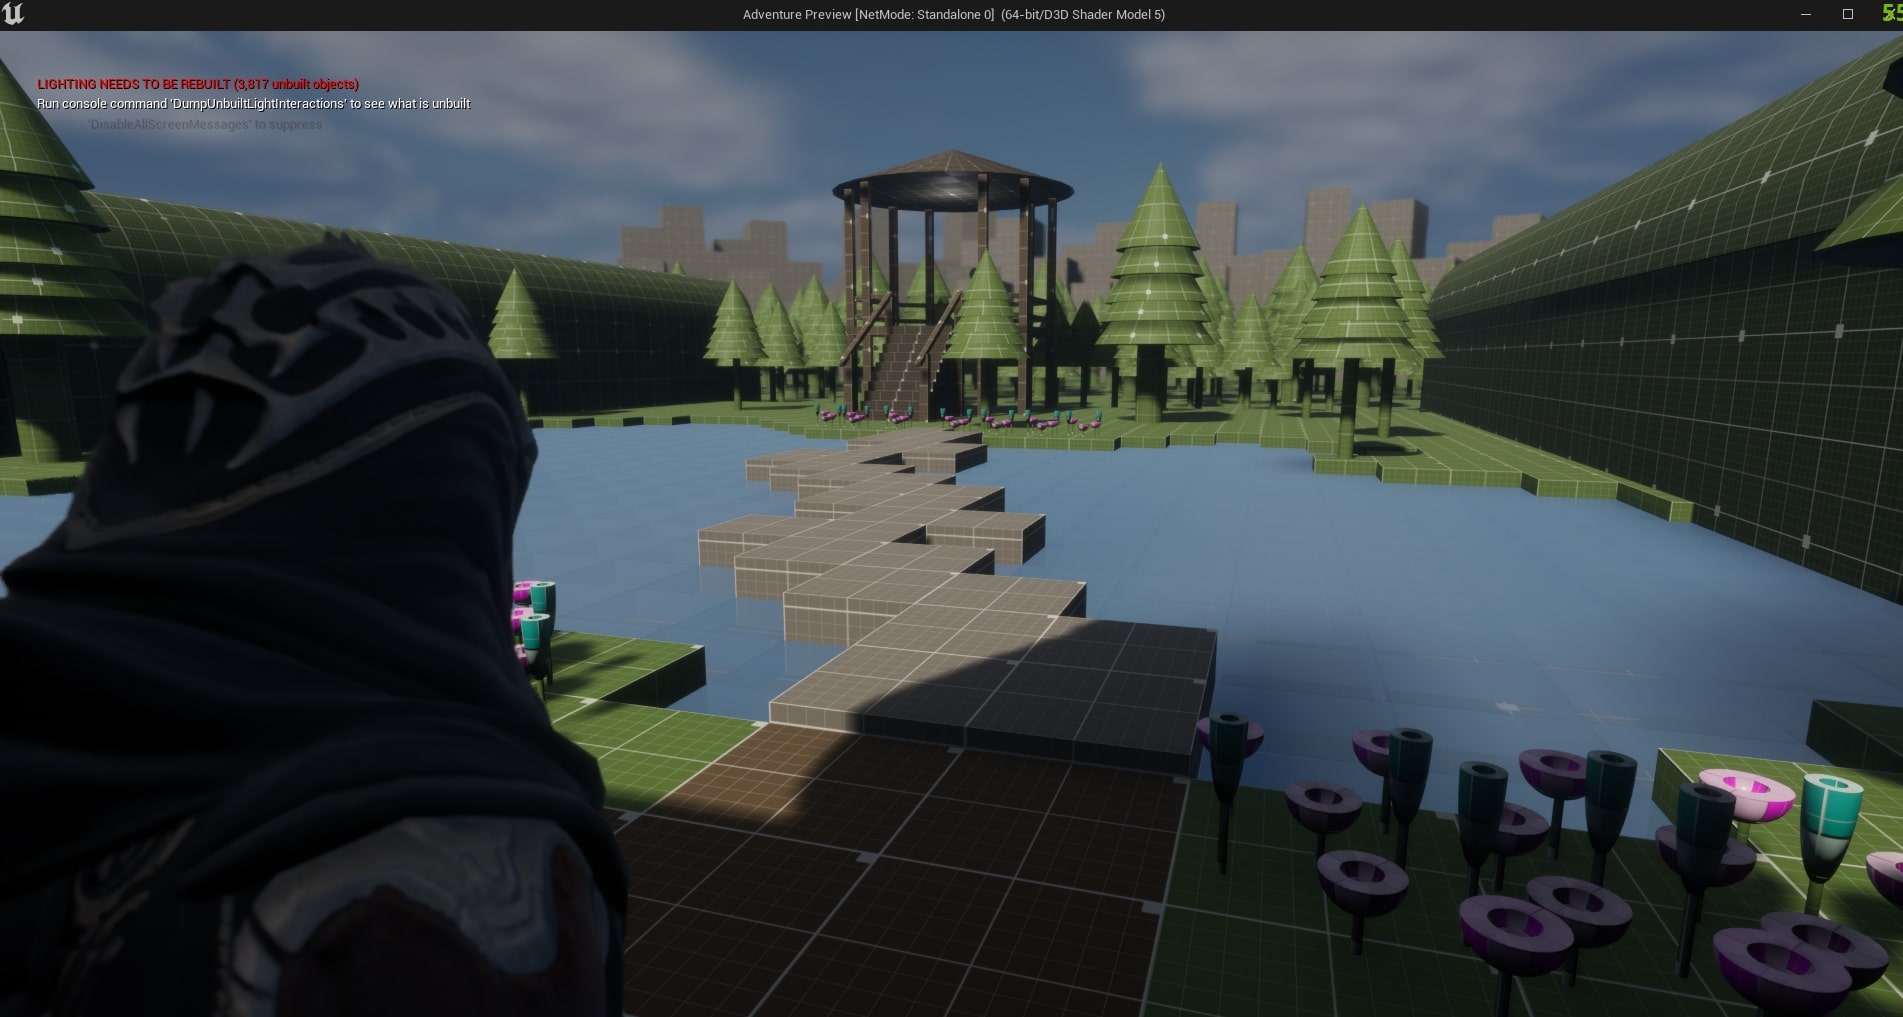 Adventure Preview [NetMode: Standalone 0]  (64-bit/D3D Shader Model 5)
55
LIGHTING NEEDS TO BE REBUILT (3,817 unbuilt objects)
Run console command 'DumpUnbuiltLightInteractions' to see what is unbuilt
'DisableAllScreenMessages' to suppress